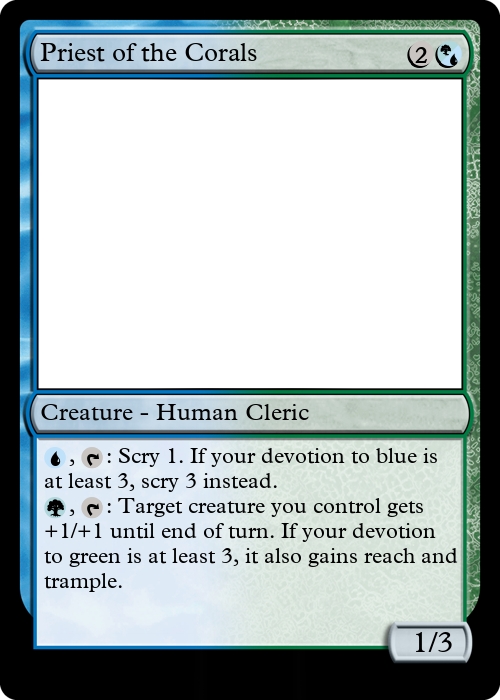 Priest of the Corals 2
Creature - Human Cleric
, : Scry 1. If your devotion to blue is
at least 3, scry 3 instead.
, : Target creature you control gets
+1/+1 until end of turn. If your devotion
to green is at least 3, it also gains reach and
trample.
1/3